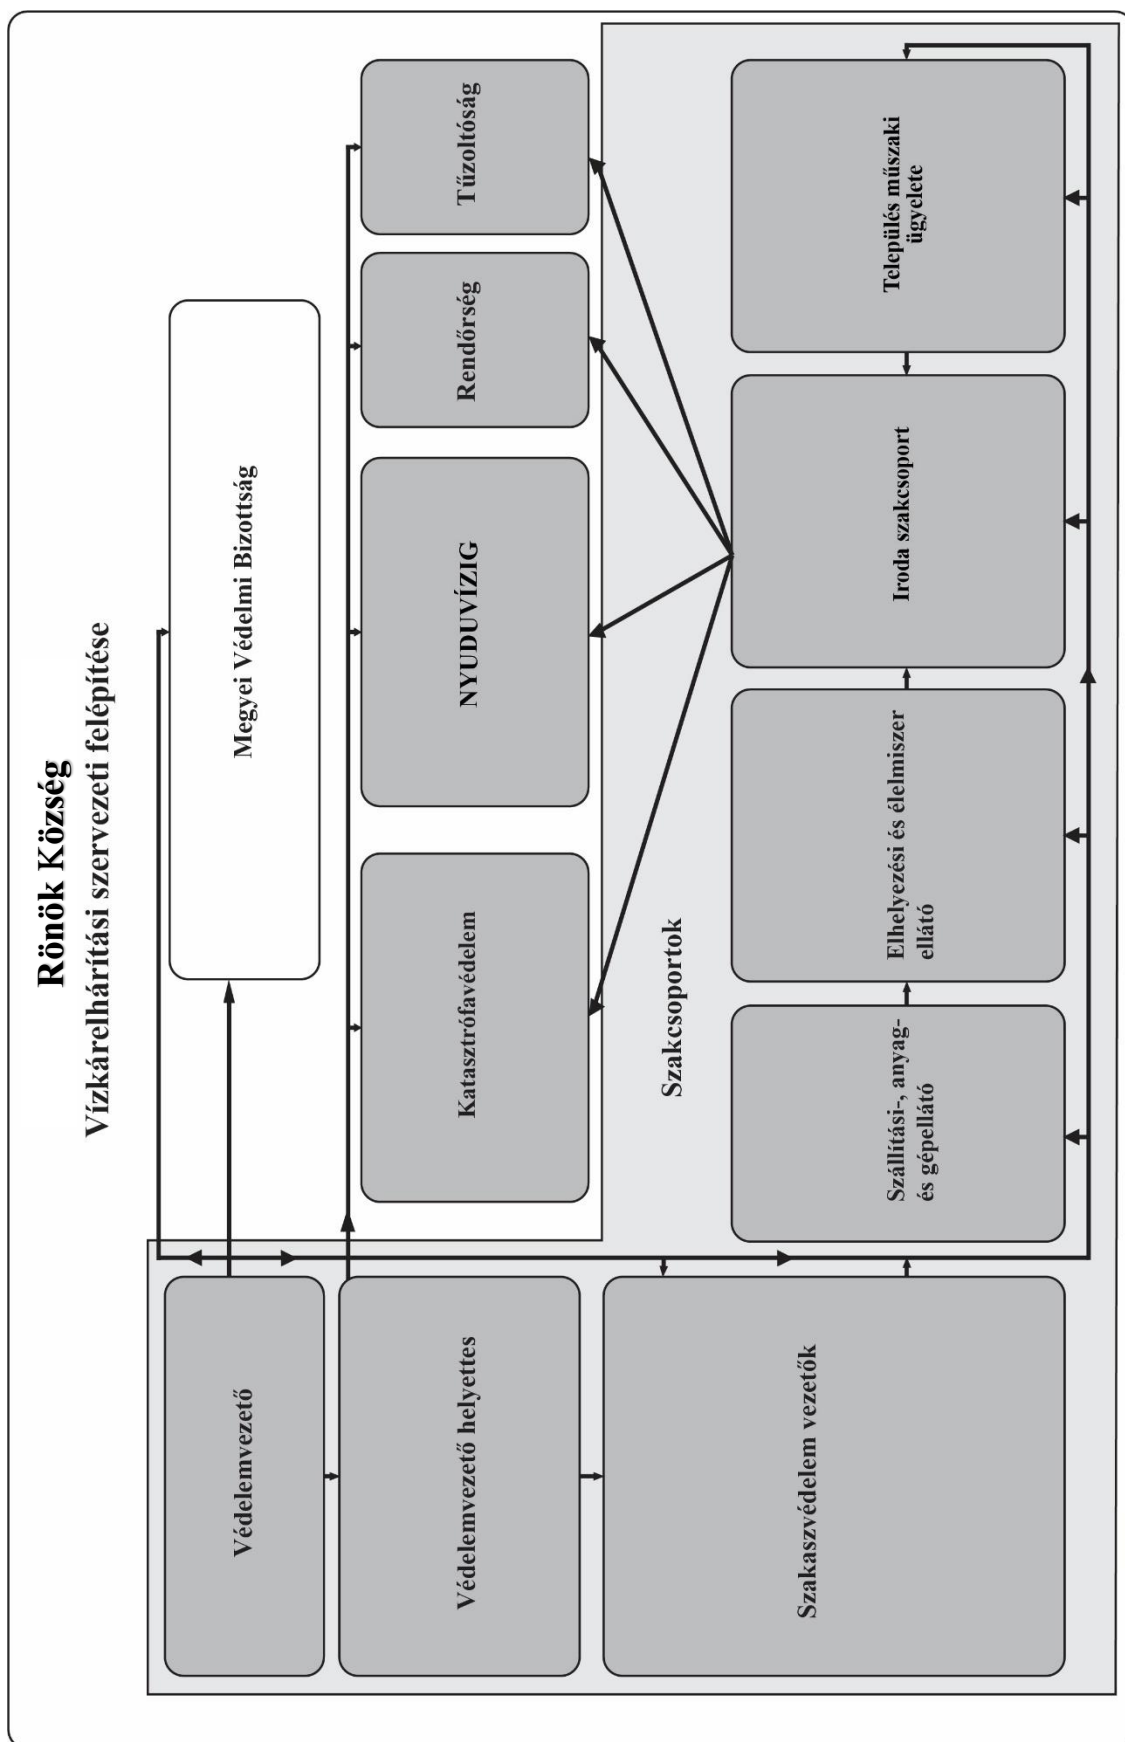 Rönök Község
Vízkárelhárítási szervezeti felépítése
Védelemvezető
Megyei Védelmi Bizottság
Védelemvezető helyettes
Katasztrófavédelem
NYUDUVÍZIG
Rendőrség
Tűzoltóság
Szakcsoportok
Szakaszvédelem vezetők
Szállítási-, anyag-
és gépellátó
Elhelyezési és élelmiszer
ellátó
Iroda szakcsoport
Település műszaki
ügyelete